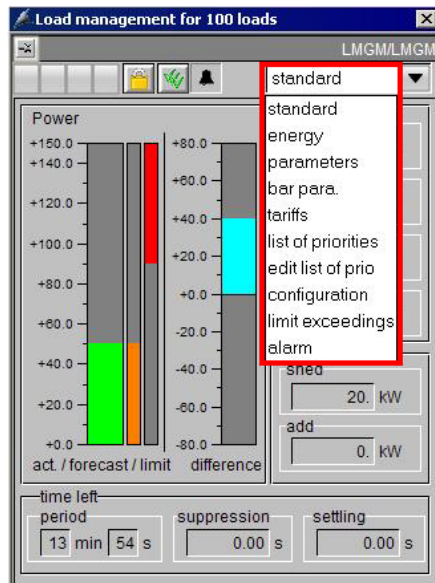 Load management for 100 loads
LMGM/LMGM
standard
standard
energy
parameters
bar para.
tariffs
list of priorities
edit list of prio
configuration
limit exceedings
alarm
Power
+150.0
+140.0
+120.0
+100.0
+80.0
+60.0
+40.0
+20.0
+0.0
act. / forecast / limit
+80.0
+60.0
+40.0
+20.0
+0.0
-20.0
-40.0
-60.0
-80.0
difference
shed
20. kW
add
0. kW
time left
period
13 min 54 s
suppression
0.00 s
settling
0.00 s